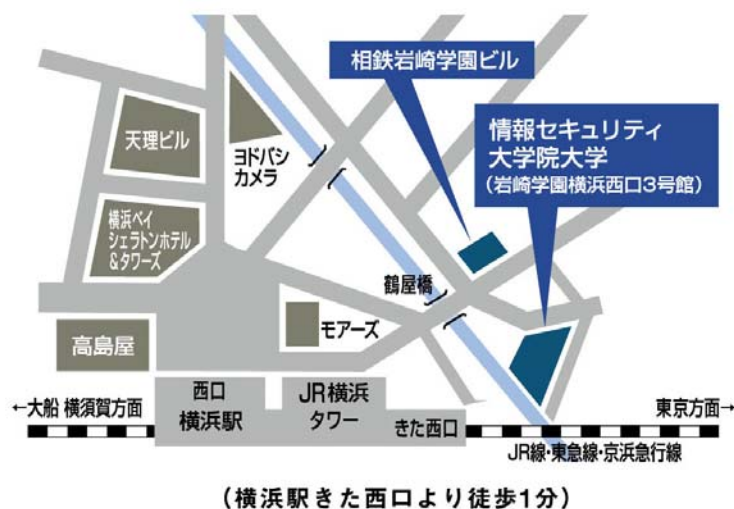 相鉄岩崎学園ビル
情報セキュリティ
大学院大学
(岩崎学園横浜西口3号館)
天理ビル
ヨドバシ
カメラ
横浜ベイ
シェラトンホテル
&タワーズ
鶴屋橋
モアーズ
高島屋
西口
横浜駅
JR横浜
タワー
きた西口
←大船 横須賀方面
東京方面→
JR線・東急線・京浜急行線
(横浜駅きた西口より徒歩1分)